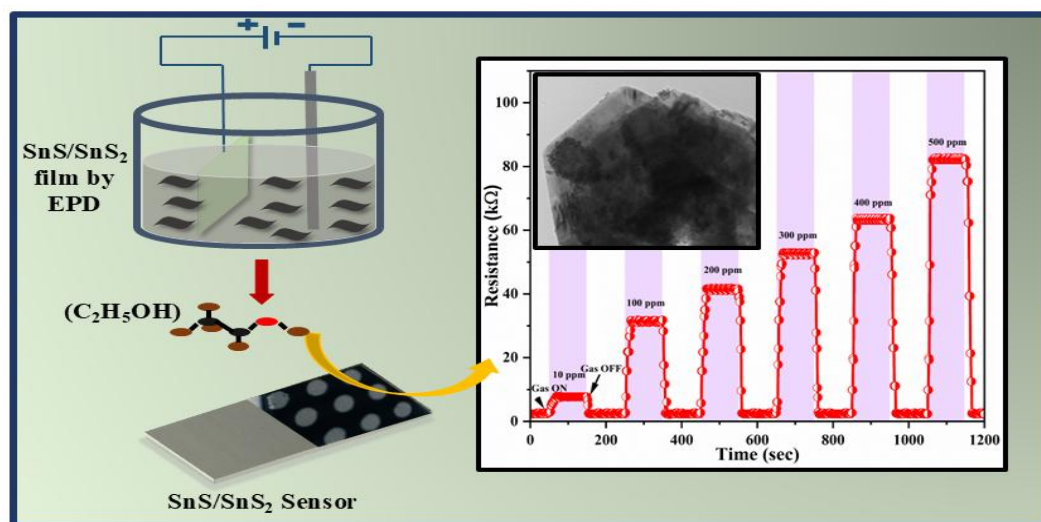 + −
SnS/SnS₂
film by
EPD
(C₂H₅OH)
SnS/SnS₂ Sensor
Resistance (kΩ)
100
80
60
40
20
0
Gas ON
10 ppm
Gas OFF
100 ppm
200 ppm
300 ppm
400 ppm
500 ppm
0 200 400 600 800 1000 1200
Time (sec)